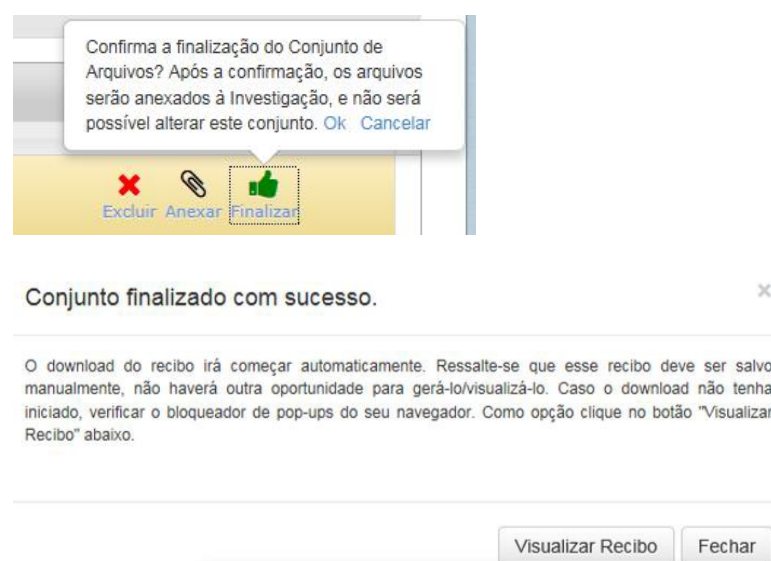 Confirma a finalização do Conjunto de
Arquivos? Após a confirmação, os arquivos
serão anexados à Investigação, e não será
possível alterar este conjunto. Ok Cancelar
Excluir Anexar Finalizar
Conjunto finalizado com sucesso. ×
O download do recibo irá começar automaticamente. Ressalte-se que esse recibo deve ser salvo
manualmente, não haverá outra oportunidade para gerá-lo/visualizá-lo. Caso o download não tenha
iniciado, verificar o bloqueador de pop-ups do seu navegador. Como opção clique no botão "Visualizar
Recibo" abaixo.
Visualizar Recibo Fechar